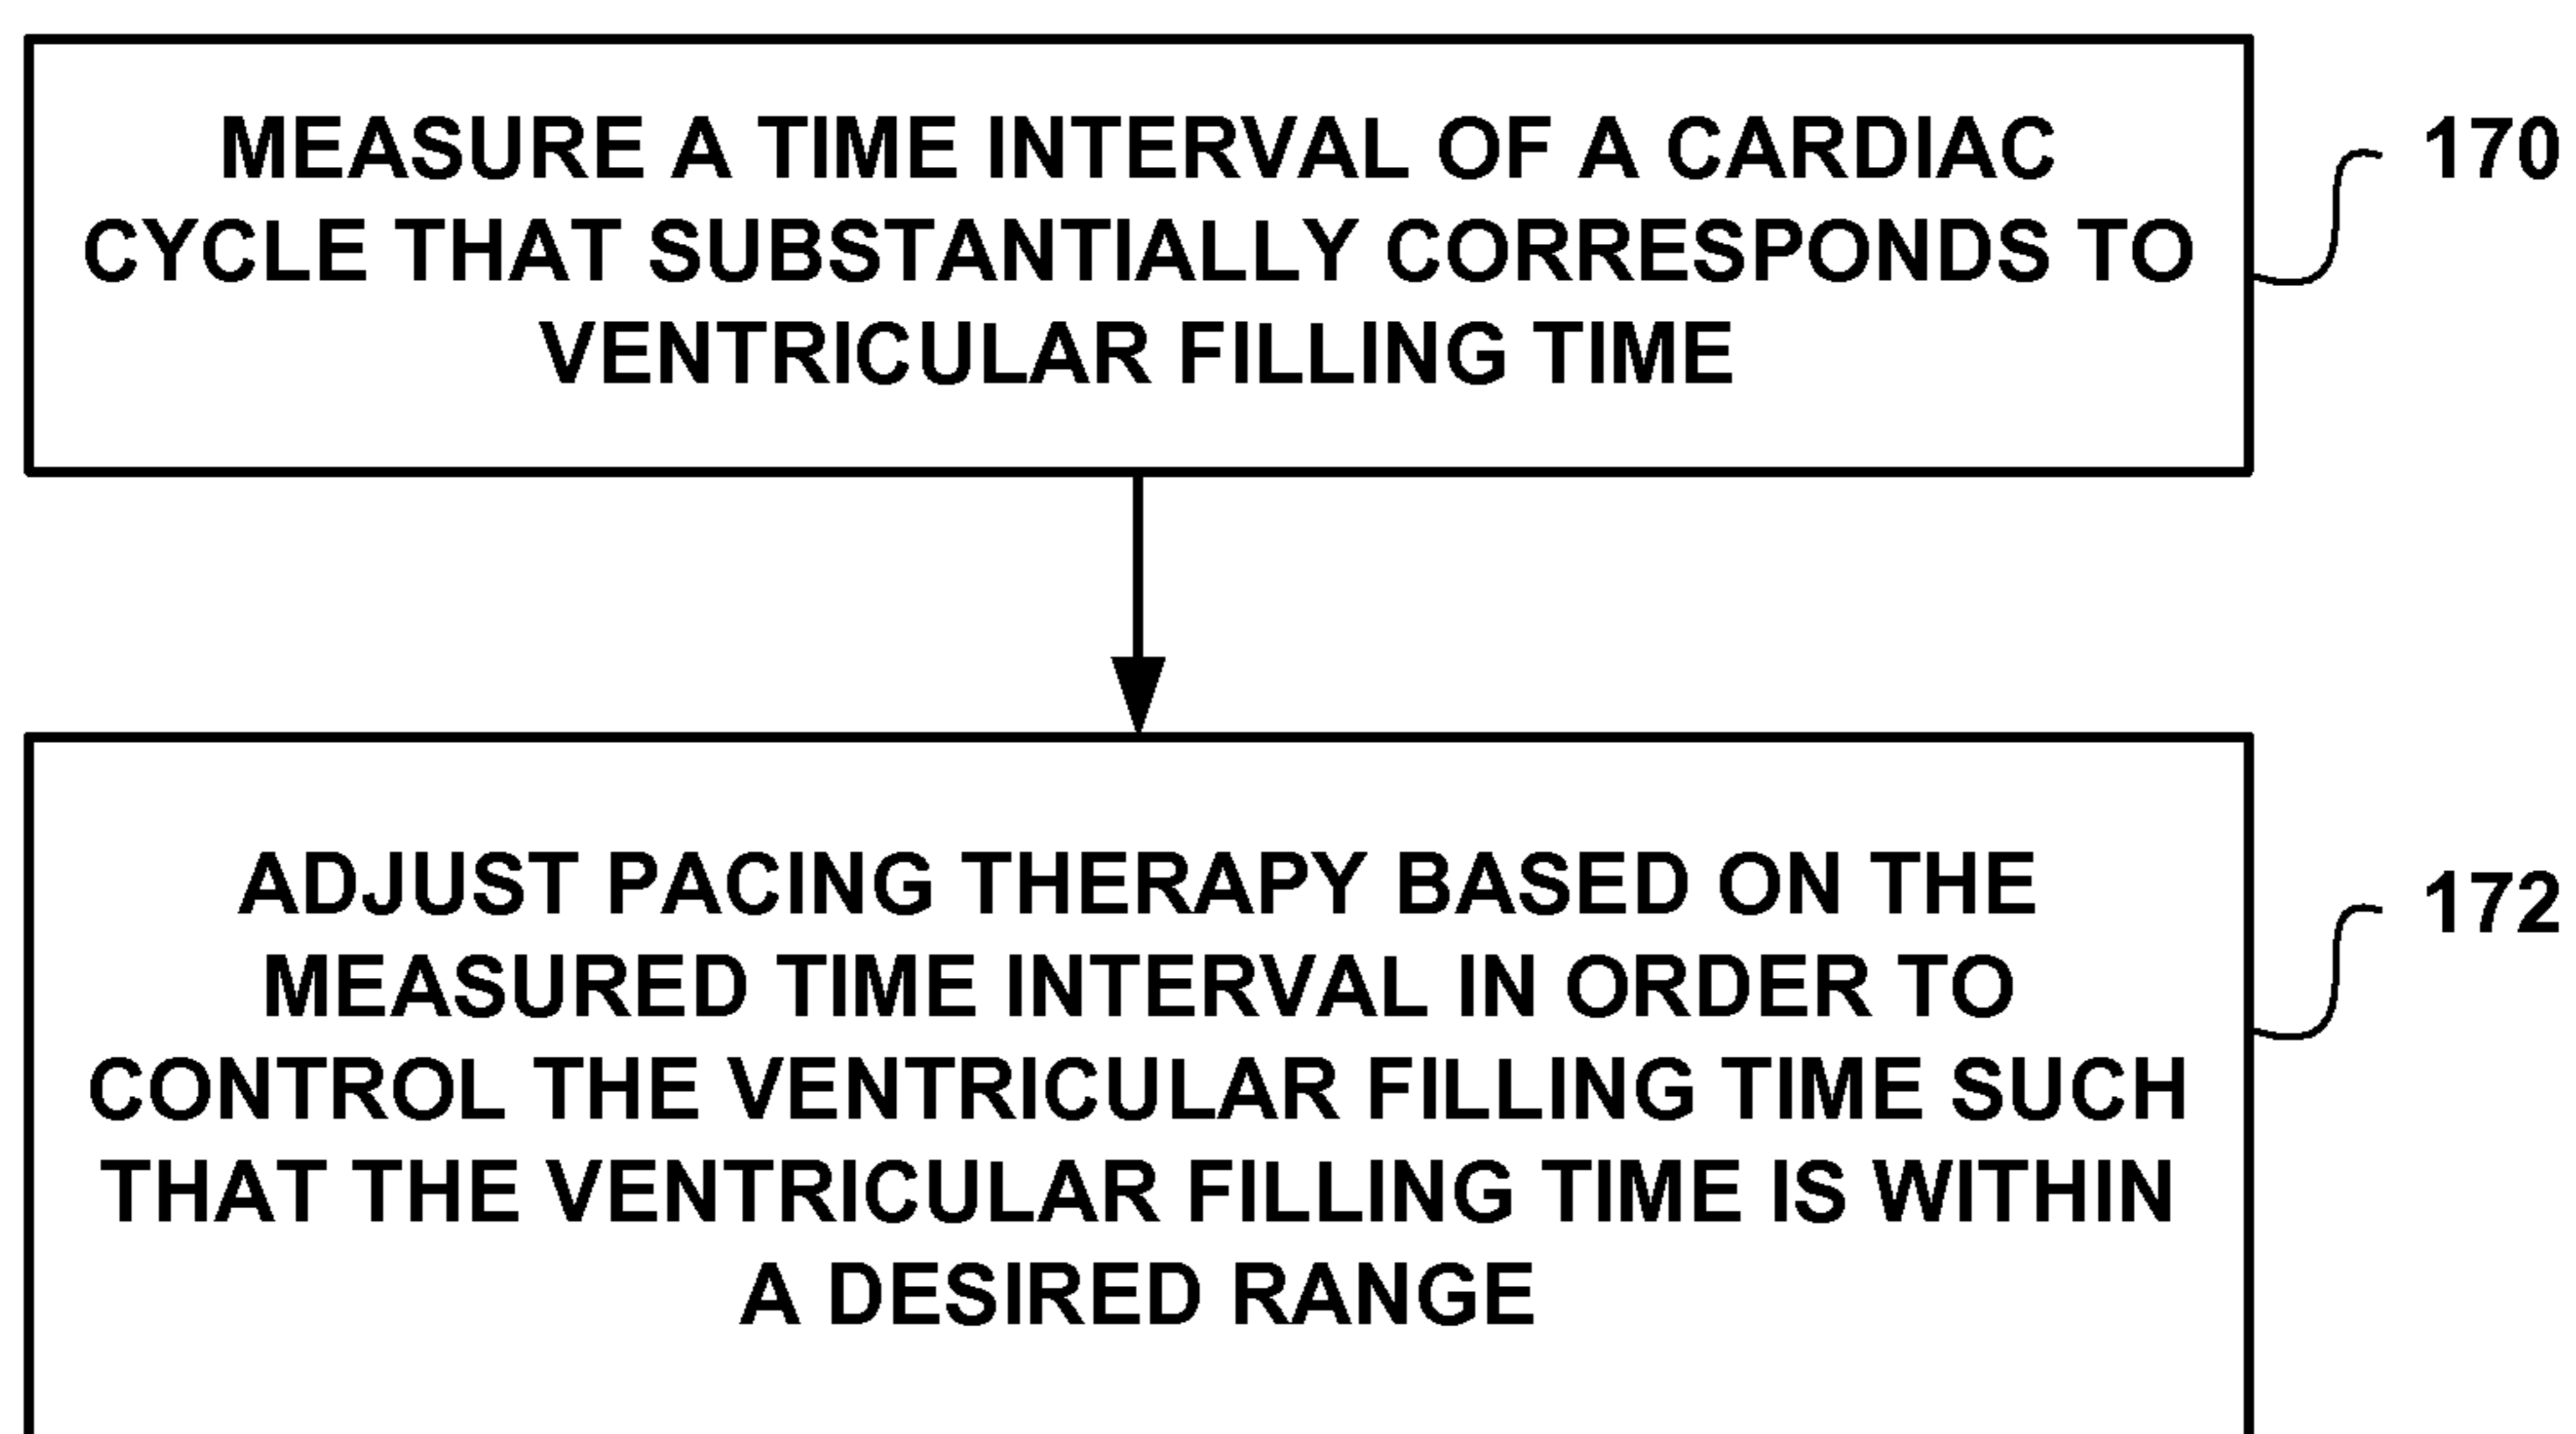 MEASURE A TIME INTERVAL OF A CARDIAC
CYCLE THAT SUBSTANTIALLY CORRESPONDS TO
VENTRICULAR FILLING TIME
170
ADJUST PACING THERAPY BASED ON THE
MEASURED TIME INTERVAL IN ORDER TO
CONTROL THE VENTRICULAR FILLING TIME SUCH
THAT THE VENTRICULAR FILLING TIME IS WITHIN
A DESIRED RANGE
172